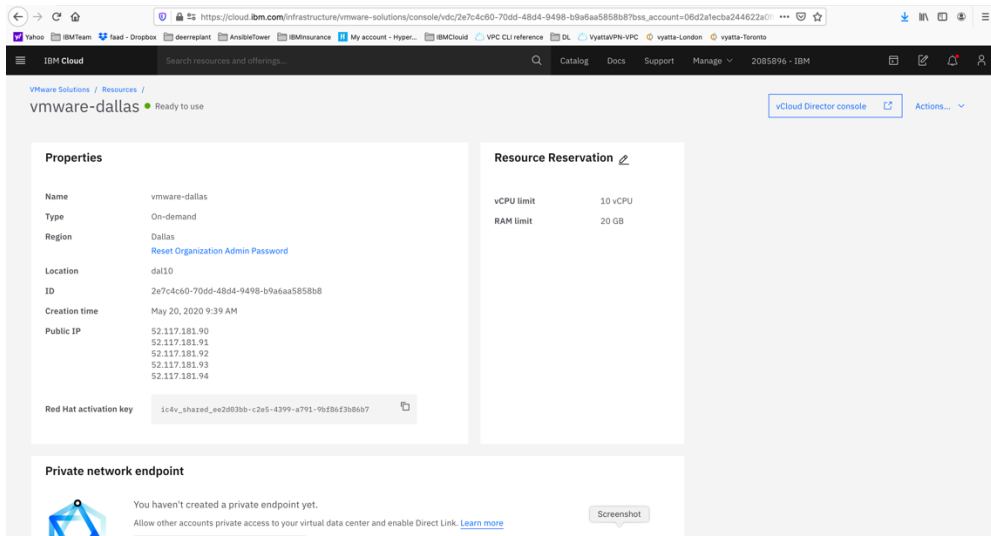 https://cloud.ibm.com/infrastructure/vmware-solutions/console/vdc/2e7c4c60-70dd-48d4-9498-b9a6aa5858b8?bss_account=06d2a1ecba244622a0
Yahoo IBMTeam faad - Dropbox deerreplant AnsibleTower IBMInsurance My account - Hyper... IBMClouid VPC CLI reference DL VyattaVPN-VPC vyatta-London vyatta-Toronto
IBM Cloud Search resources and offerings... Catalog Docs Support Manage 2085896 - IBM
VMware Solutions / Resources /
vmware-dallas Ready to use vCloud Director console Actions...
Properties
Name vmware-dallas
Type On-demand
Region Dallas
Reset Organization Admin Password
Location dal10
ID 2e7c4c60-70dd-48d4-9498-b9a6aa5858b8
Creation time May 20, 2020 9:39 AM
Public IP 52.117.181.90
52.117.181.91
52.117.181.92
52.117.181.93
52.117.181.94
Red Hat activation key ic4v_shared_ee2d03bb-c2e5-4399-a791-9bf86f3b86b7
Resource Reservation
vCPU limit 10 vCPU
RAM limit 20 GB
Private network endpoint
You haven't created a private endpoint yet.
Allow other accounts private access to your virtual data center and enable Direct Link. Learn more
Screenshot